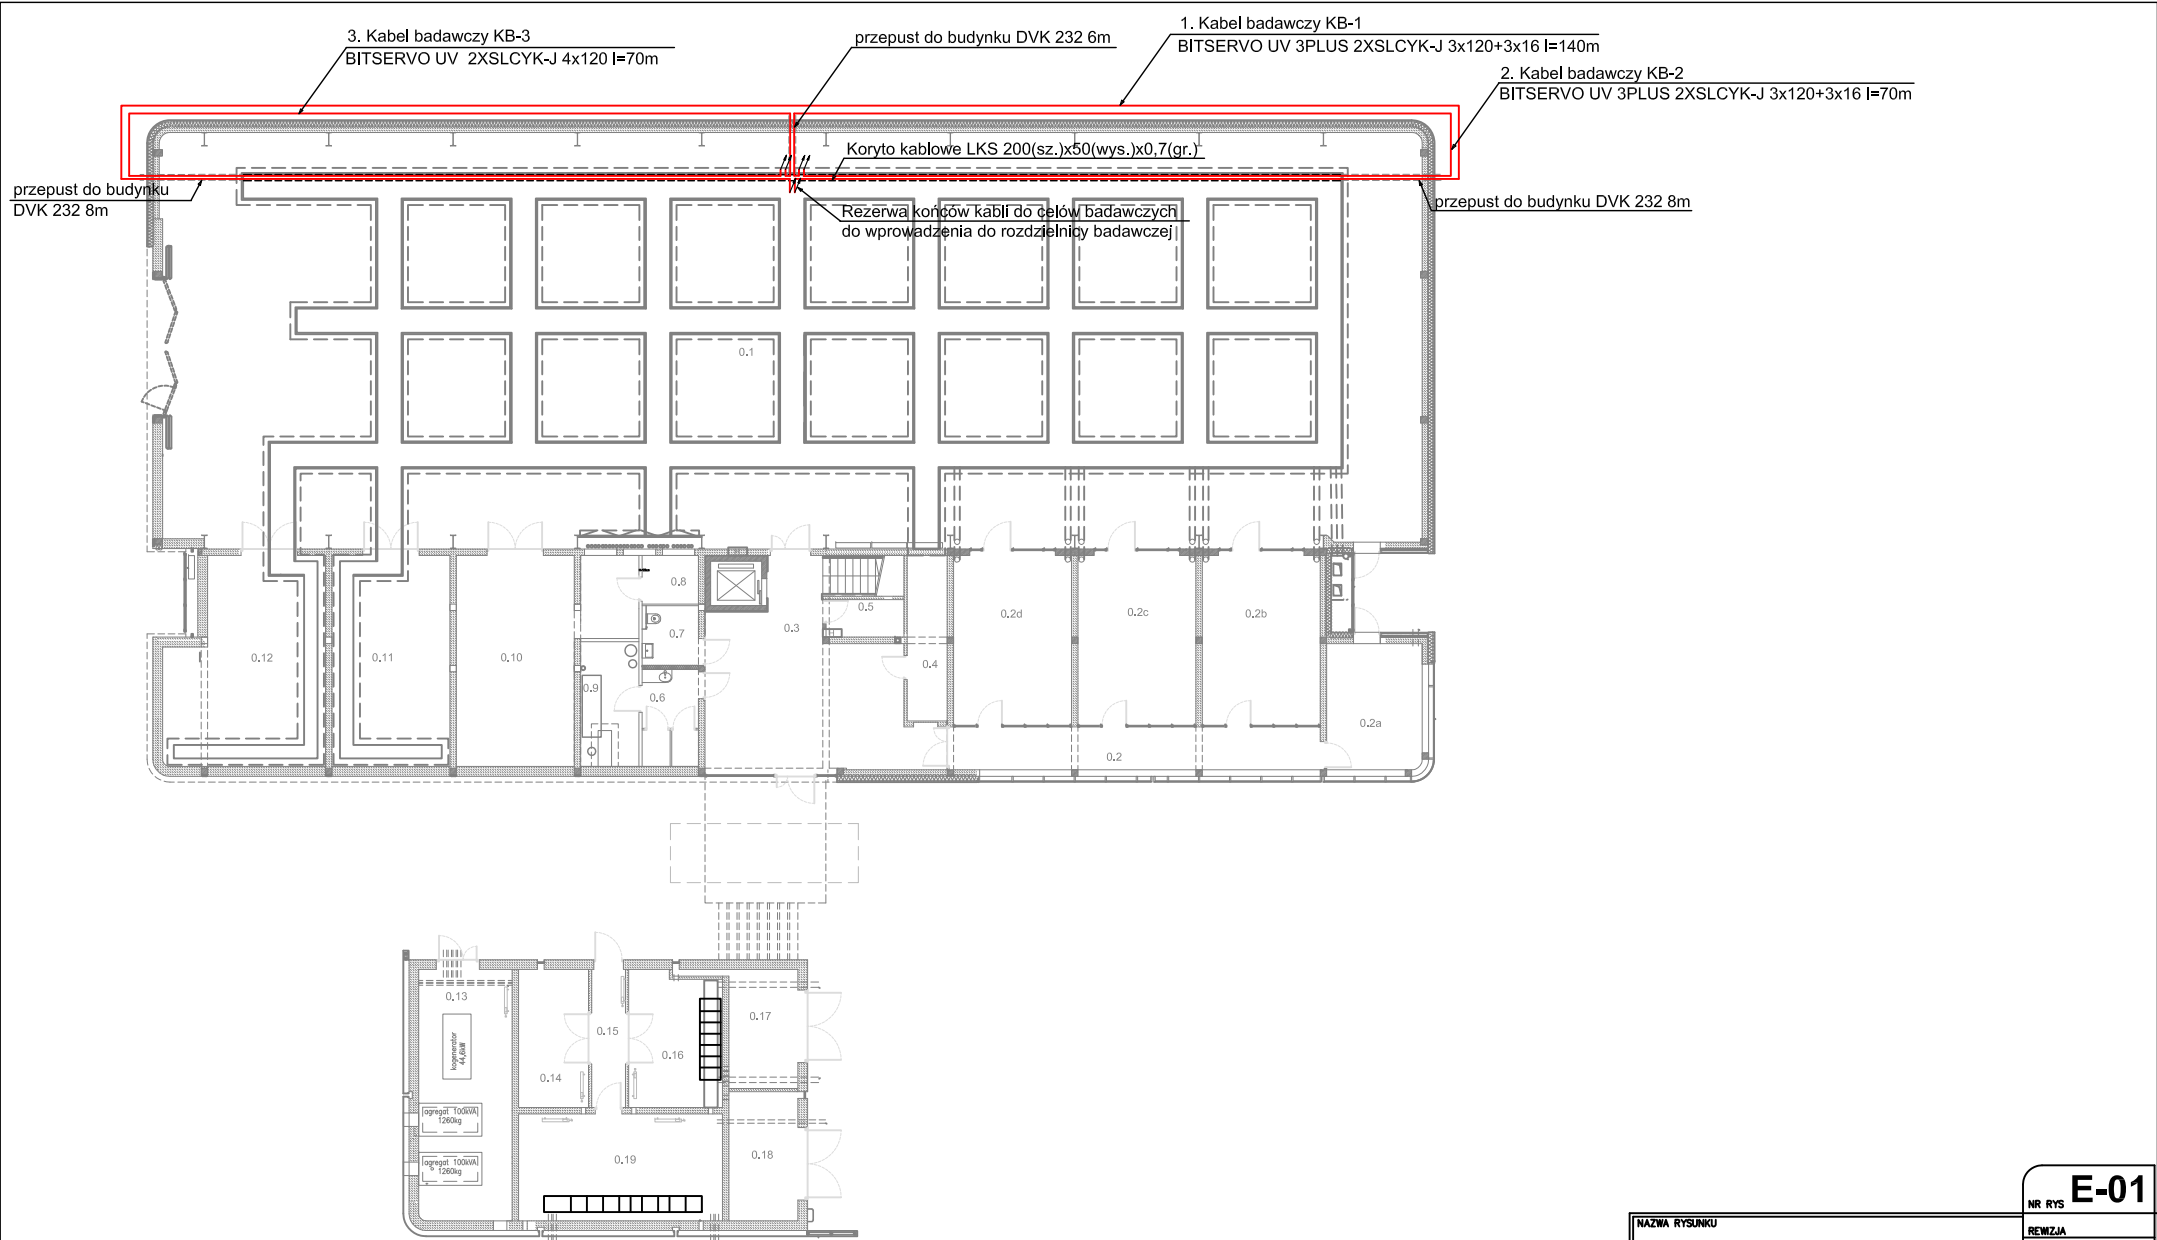 3. Kabel badawczy KB-3
BITSERVO UV 2XSLCYK-J 4x120 l=70m
przepust do budynku DVK 232 6m
1. Kabel badawczy KB-1
BITSERVO UV 3PLUS 2XSLCYK-J 3x120+3x16 l=140m
2. Kabel badawczy KB-2
BITSERVO UV 3PLUS 2XSLCYK-J 3x120+3x16 l=70m
Koryto kablowe LKS 200(sz.)x50(wys.)x0,7(gr.)
przepust do budynku
DVK 232 8m
przepust do budynku DVK 232 8m
Rezerwa końców kabli do celów badawczych
do wprowadzenia do rozdzielnicy badawczej
0.1
0.8
0.5
0.7
0.3
0.2d
0.2c
0.2b
0.12
0.11
0.10
0.4
0.9
0.6
0.2a
0.2
0.13
0.17
0.15
0.16
kogenerator
44,6kW
0.14
agregat 100kVA
1260kg
agregat 100kVA
1260kg
0.19
0.18
NR RYS E-01
NAZWA RYSUNKU
REWIZJA